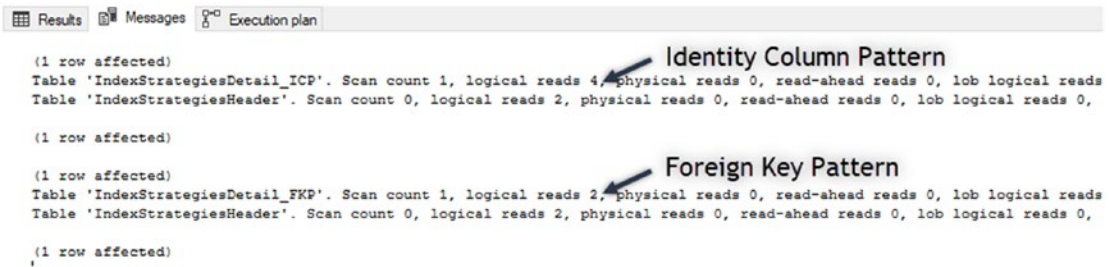 Results Messages Execution plan
(1 row affected)
Identity Column Pattern
Table 'IndexStrategiesDetail_ICP'. Scan count 1, logical reads 4, physical reads 0, read-ahead reads 0, lob logical reads
Table 'IndexStrategiesHeader'. Scan count 0, logical reads 2, physical reads 0, read-ahead reads 0, lob logical reads 0,
(1 row affected)
(1 row affected)
Foreign Key Pattern
Table 'IndexStrategiesDetail_FKP'. Scan count 1, logical reads 2, physical reads 0, read-ahead reads 0, lob logical reads
Table 'IndexStrategiesHeader'. Scan count 0, logical reads 2, physical reads 0, read-ahead reads 0, lob logical reads 0,
(1 row affected)